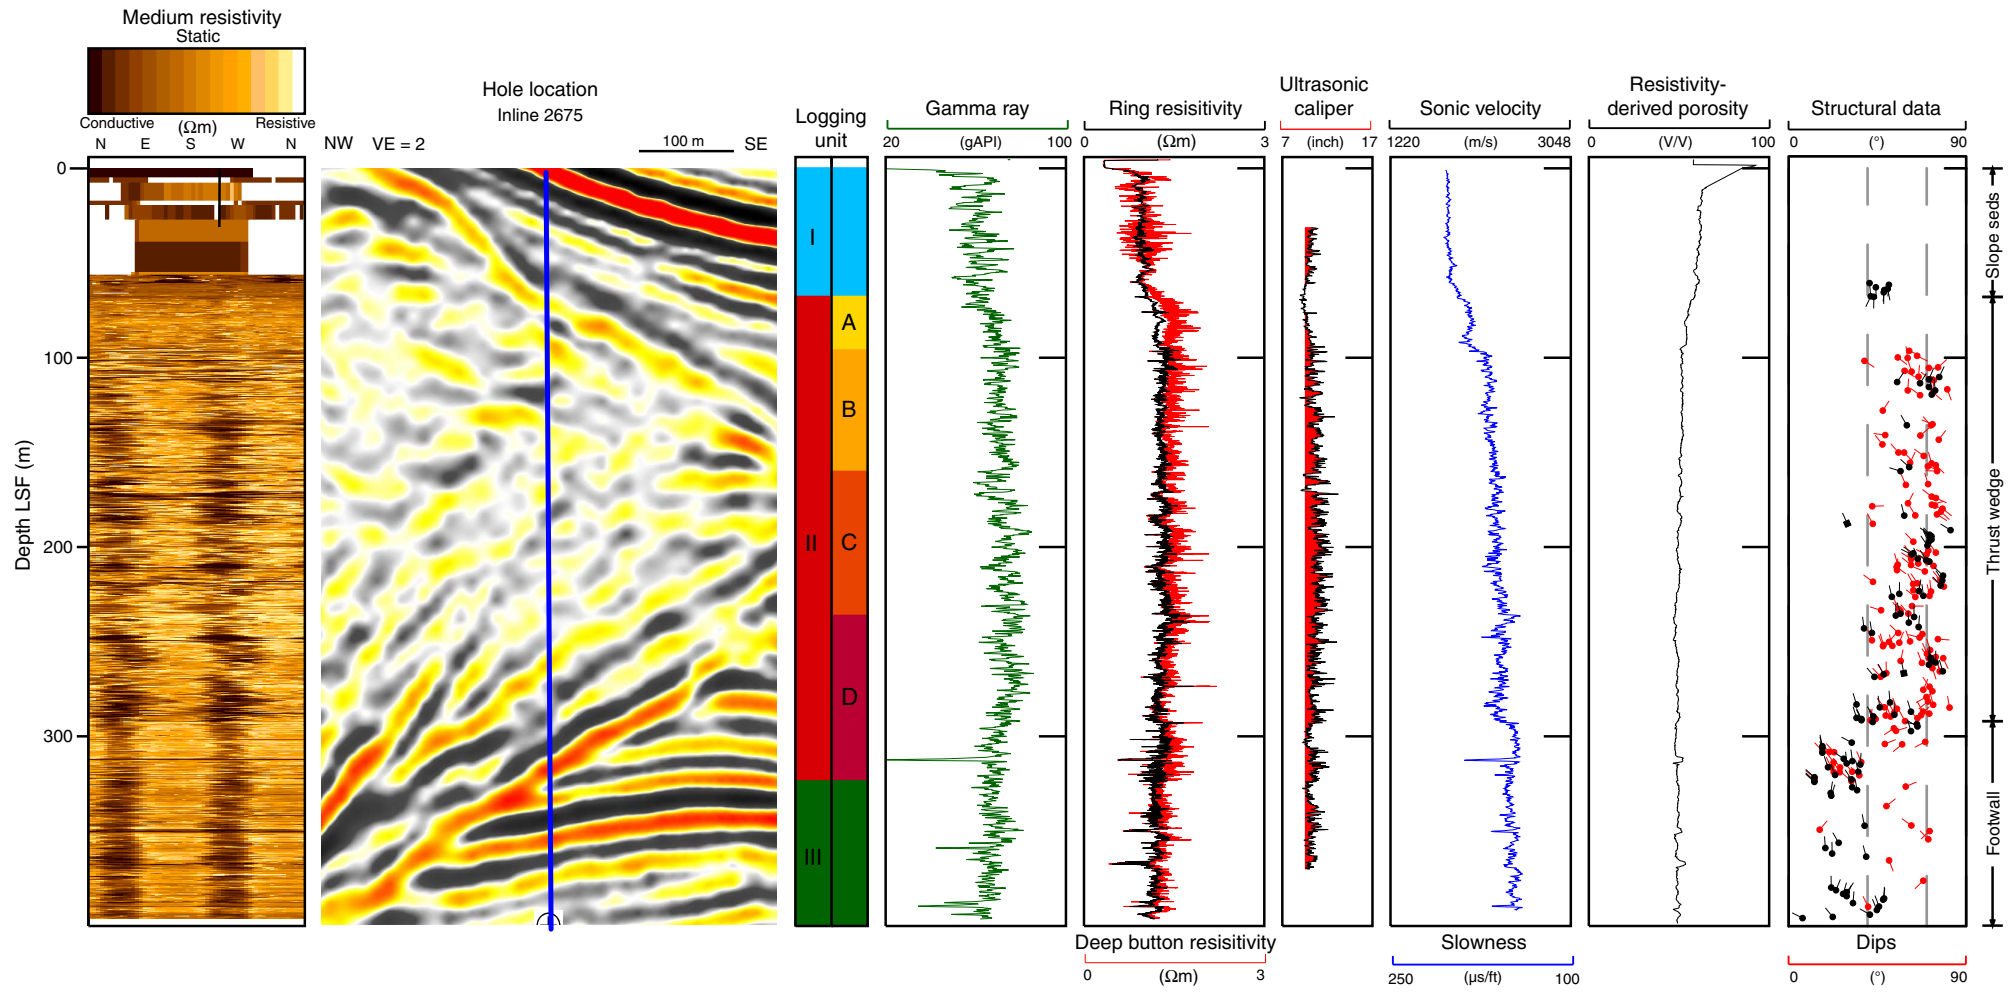 Medium resistivity
Static
Conductive (Ωm) Resistive
N E S W N
Hole location
Inline 2675
NW VE = 2 100 m SE
Logging
unit
Gamma ray
20 (gAPI) 100
Ring resisitivity
0 (Ωm) 3
Ultrasonic
caliper
7 (inch) 17
Sonic velocity
1220 (m/s) 3048
Resistivity-
derived porosity
0 (V/V) 100
Structural data
0 (°) 90
Depth LSF (m)
0
100
200
300
I
II
III
A
B
C
D
Slope seds
Thrust wedge
Footwall
Deep button resisitivity
0 (Ωm) 3
Slowness
250 (µs/ft) 100
Dips
0 (°) 90